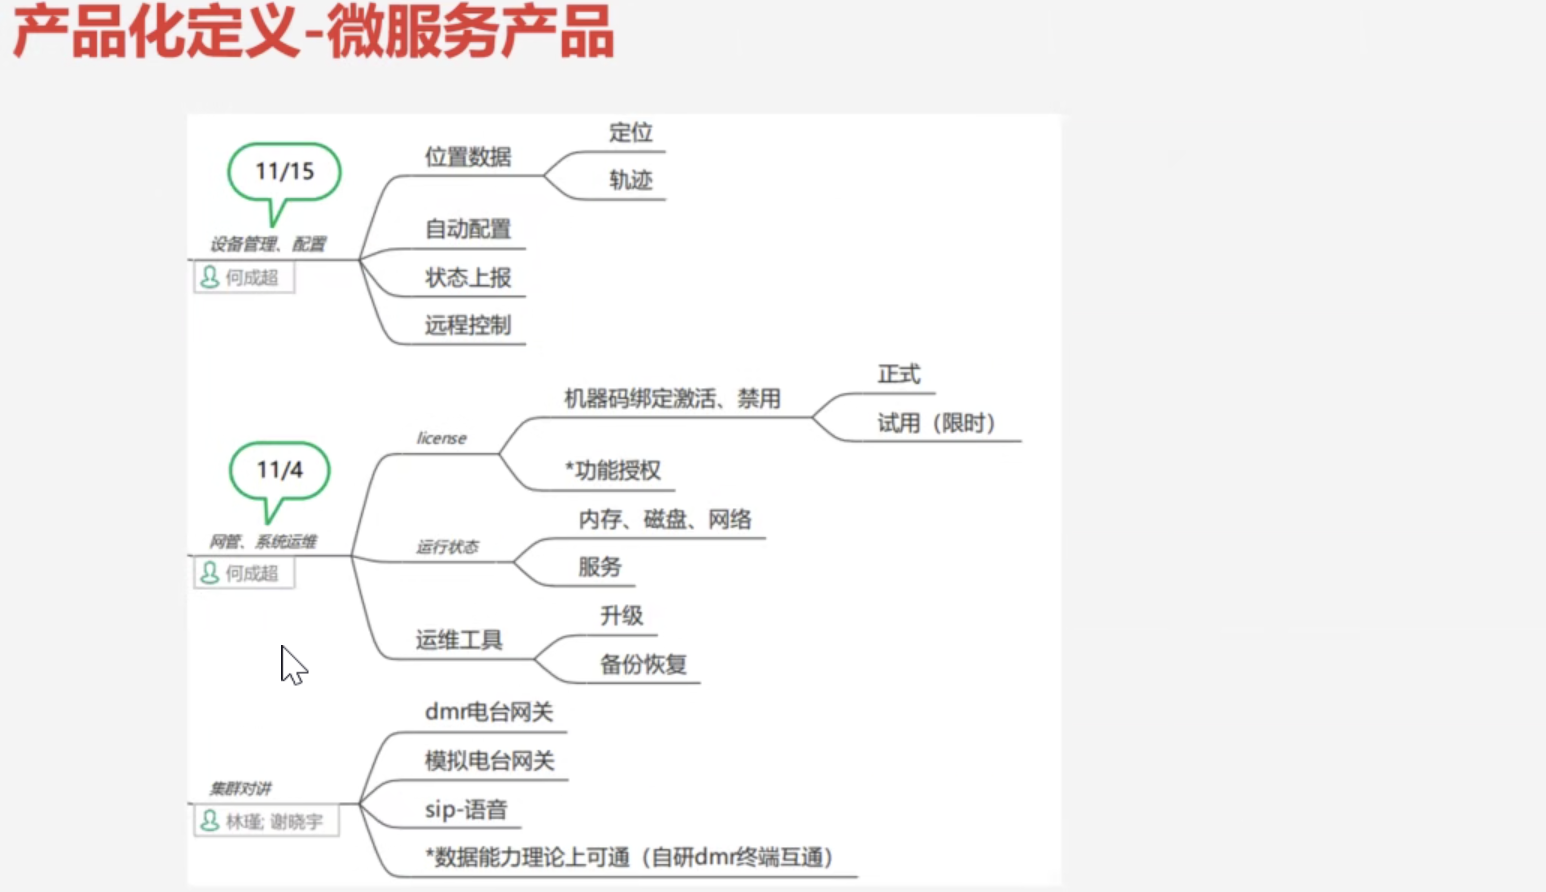 产品化定义-微服务产品
11/15
设备管理、配置
何成超
位置数据
定位
轨迹
自动配置
状态上报
远程控制
11/4
网管、系统运维
何成超
license
机器码绑定激活、禁用
正式
试用（限时）
*功能授权
运行状态
内存、磁盘、网络
服务
运维工具
升级
备份恢复
集群对讲
林瑾; 谢晓宇
dmr电台网关
模拟电台网关
sip-语音
*数据能力理论上可通（自研dmr终端互通）